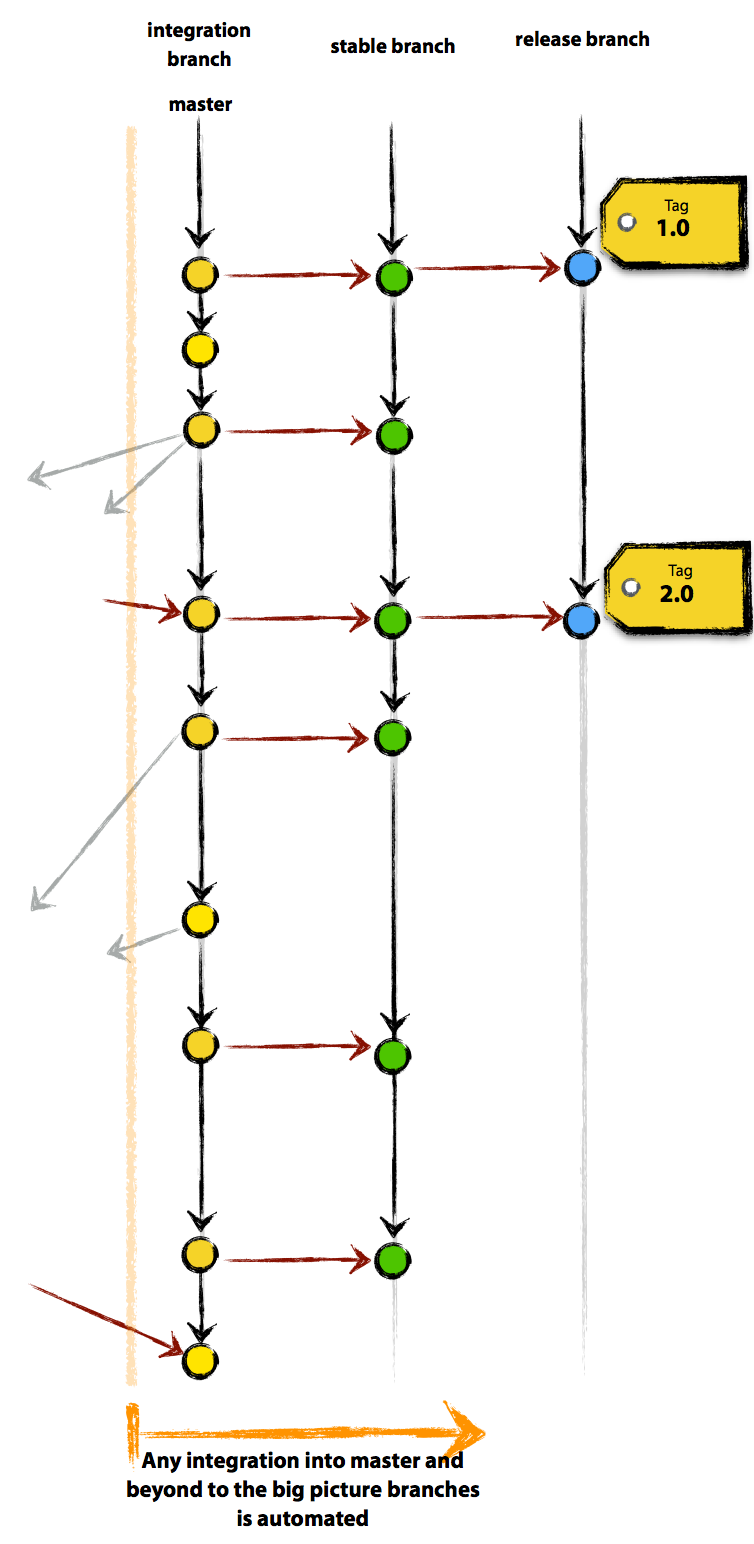 integration
branch
stable branch
release branch
master
Tag
1.0
Tag
2.0
Any integration into master and
beyond to the big picture branches
is automated